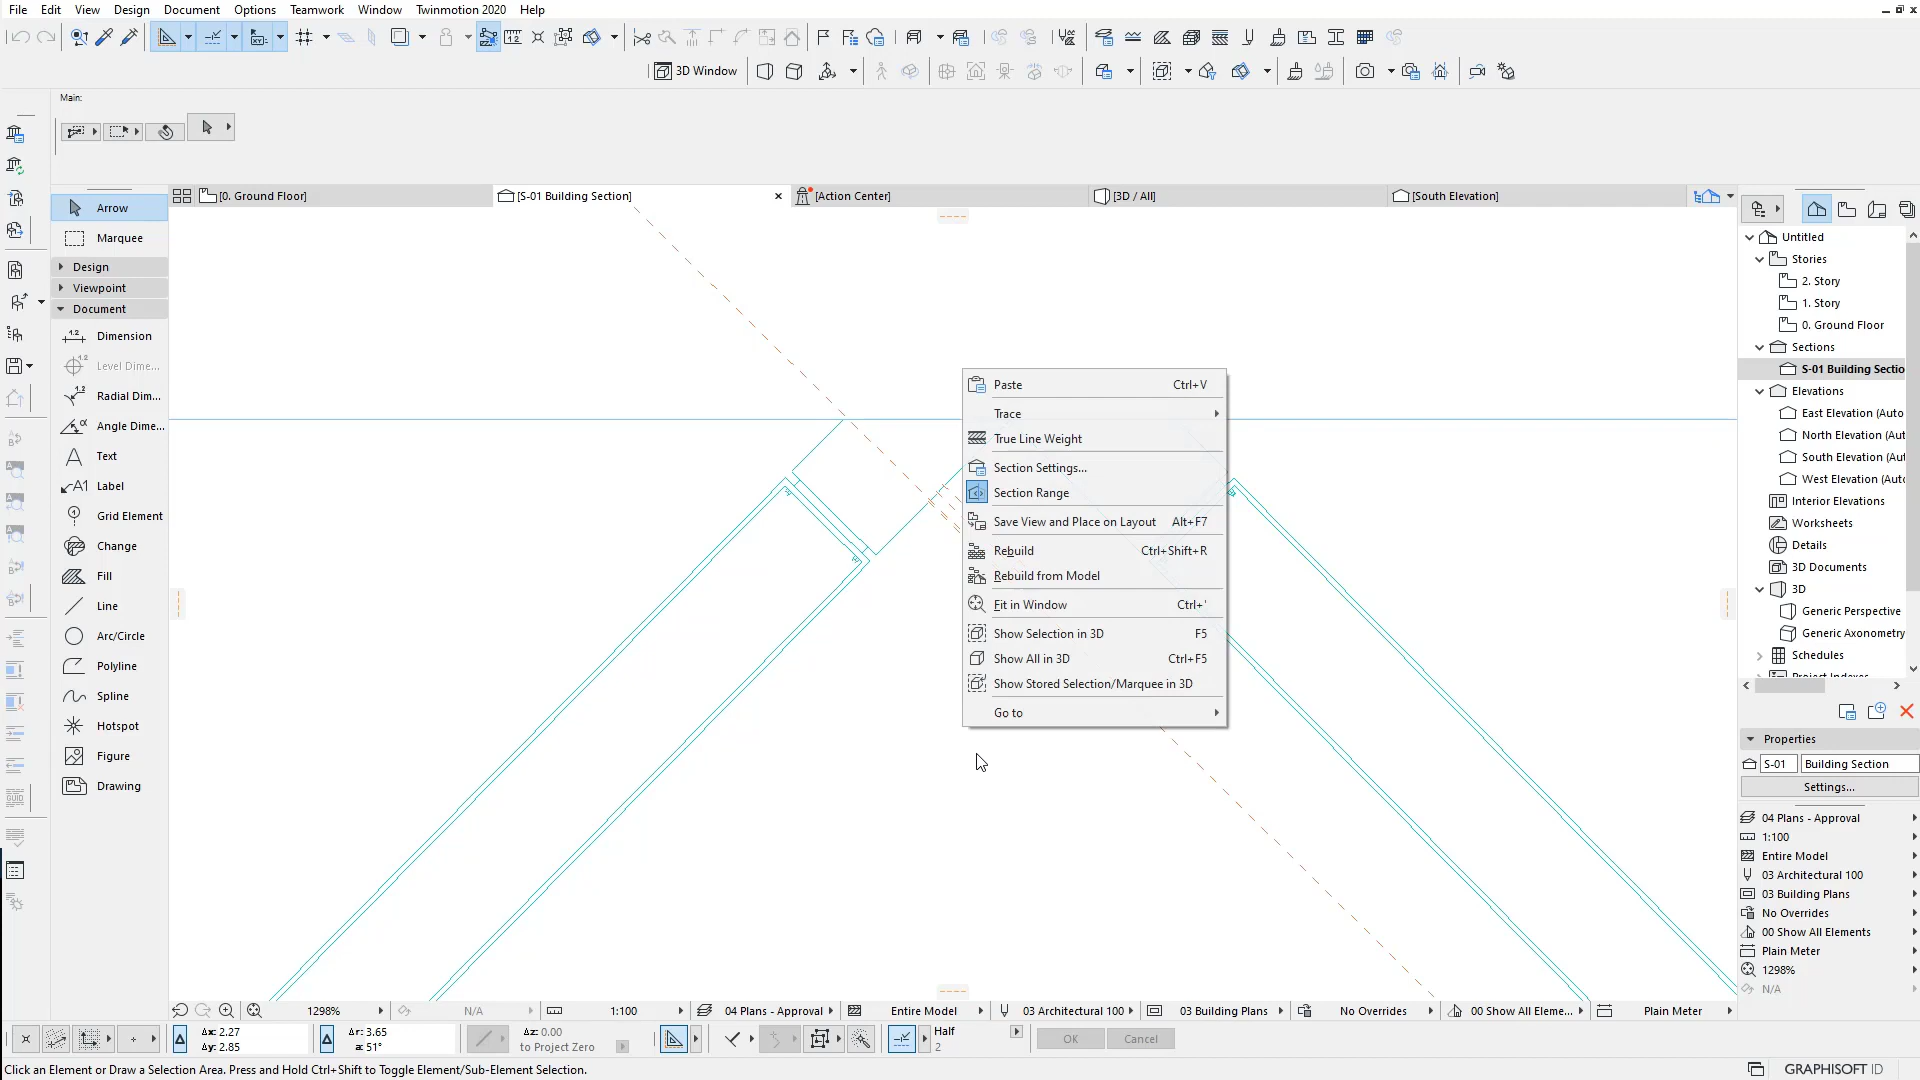 File Edit View Design Document Options Teamwork Window Twinmotion 2020 Help
3D Window
Main:
[0. Ground Floor] [S-01 Building Section] [Action Center] [3D / All] [South Elevation]
Arrow
Marquee
Design
Viewpoint
Document
Dimension
Level Dime...
Radial Dim...
Angle Dime...
Text
Label
Grid Element
Change
Fill
Line
Arc/Circle
Polyline
Spline
Hotspot
Figure
Drawing
Paste Ctrl+V
Trace
True Line Weight
Section Settings...
Section Range
Save View and Place on Layout Alt+F7
Rebuild Ctrl+Shift+R
Rebuild from Model
Fit in Window Ctrl+'
Show Selection in 3D F5
Show All in 3D Ctrl+F5
Show Stored Selection/Marquee in 3D
Go to
Untitled
Stories
2. Story
1. Story
0. Ground Floor
Sections
S-01 Building Sectio
Elevations
East Elevation (Auto
North Elevation (Aut
South Elevation (Aut
West Elevation (Auto
Interior Elevations
Worksheets
Details
3D Documents
3D
Generic Perspective
Generic Axonometry
Schedules
Project Indexes
Properties
S-01 Building Section
Settings...
04 Plans - Approval
1:100
Entire Model
03 Architectural 100
03 Building Plans
No Overrides
00 Show All Elements
Plain Meter
1298%
N/A
1298% N/A 1:100 04 Plans - Approval Entire Model 03 Architectural 100 03 Building Plans No Overrides 00 Show All Eleme... Plain Meter
Δx: 2.27 Δr: 3.65 Δz: 0.00 Half
Δy: 2.85 a: 51° to Project Zero 2 OK Cancel
Click an Element or Draw a Selection Area. Press and Hold Ctrl+Shift to Toggle Element/Sub-Element Selection. GRAPHISOFT ID